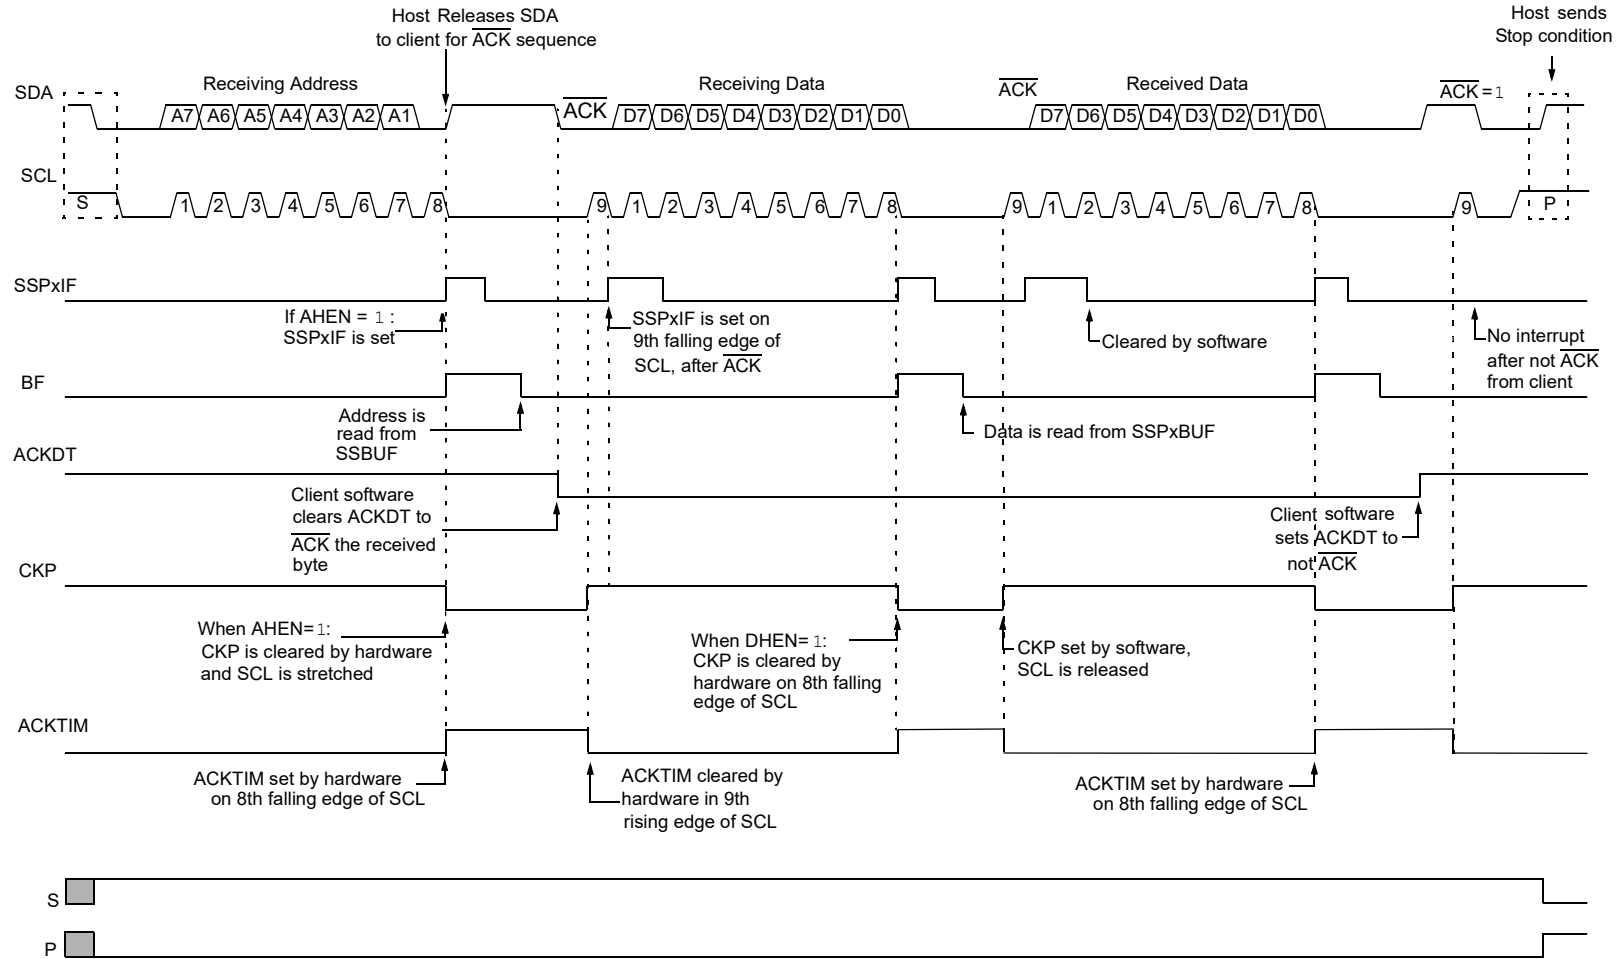 Host Releases SDA
to client for ACK sequence
Host sends
Stop condition
SDA
Receiving Address
A7 A6 A5 A4 A3 A2 A1
ACK
Receiving Data
D7 D6 D5 D4 D3 D2 D1 D0
ACK
Received Data
D7 D6 D5 D4 D3 D2 D1 D0
ACK = 1
SCL
S
1 2 3 4 5 6 7 8
9 1 2 3 4 5 6 7 8
9 1 2 3 4 5 6 7 8
9
P
SSPxIF
If AHEN = 1 :
SSPxIF is set
SSPxIF is set on
9th falling edge of
SCL, after ACK
Cleared by software
No interrupt
after not ACK
from client
BF
Address is
read from
SSBUF
Data is read from SSPxBUF
ACKDT
Client software
clears ACKDT to
ACK the received
byte
Client software
sets ACKDT to
not ACK
CKP
When AHEN=1:
CKP is cleared by hardware
and SCL is stretched
When DHEN= 1:
CKP is cleared by
hardware on 8th falling
edge of SCL
CKP set by software,
SCL is released
ACKTIM
ACKTIM set by hardware
on 8th falling edge of SCL
ACKTIM cleared by
hardware in 9th
rising edge of SCL
ACKTIM set by hardware
on 8th falling edge of SCL
S
P